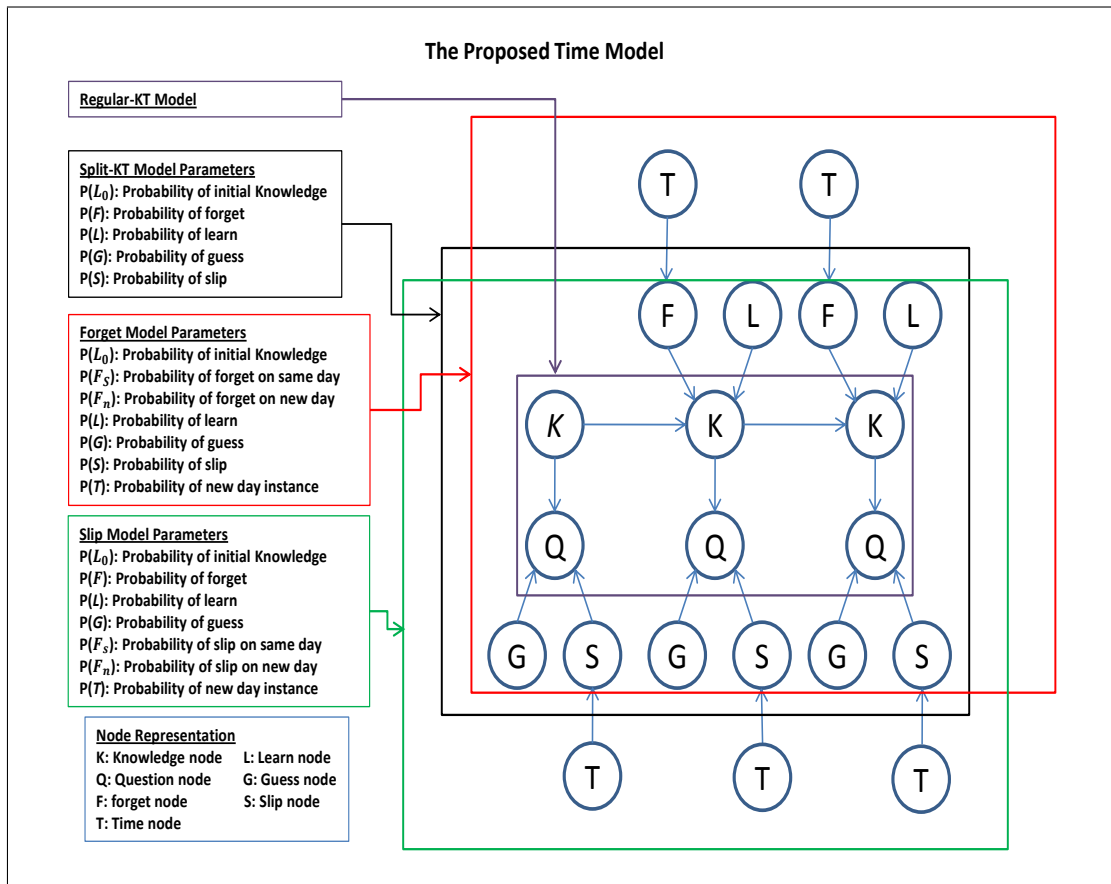 The Proposed Time Model
Regular-KT Model
Split-KT Model Parameters
P(L₀): Probability of initial Knowledge
P(F): Probability of forget
P(L): Probability of learn
P(G): Probability of guess
P(S): Probability of slip
Forget Model Parameters
P(L₀): Probability of initial Knowledge
P(F_S): Probability of forget on same day
P(Fₙ): Probability of forget on new day
P(L): Probability of learn
P(G): Probability of guess
P(S): Probability of slip
P(T): Probability of new day instance
Slip Model Parameters
P(L₀): Probability of initial Knowledge
P(F): Probability of forget
P(L): Probability of learn
P(G): Probability of guess
P(Fₛ): Probability of slip on same day
P(Fₙ): Probability of slip on new day
P(T): Probability of new day instance
Node Representation
K: Knowledge node L: Learn node
Q: Question node G: Guess node
F: forget node S: Slip node
T: Time node
T T
F L F L
K K K
Q Q Q
G S G S G S
T T T